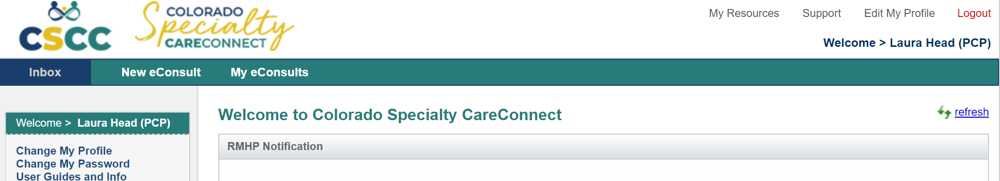 CSCC
COLORADO
Specialty
CARECONNECT
My Resources
Support
Edit My Profile
Logout
Welcome > Laura Head (PCP)
Inbox
New eConsult
My eConsults
Welcome > Laura Head (PCP)
Change My Profile
Change My Password
User Guides and Info
Welcome to Colorado Specialty CareConnect
refresh
RMHP Notification